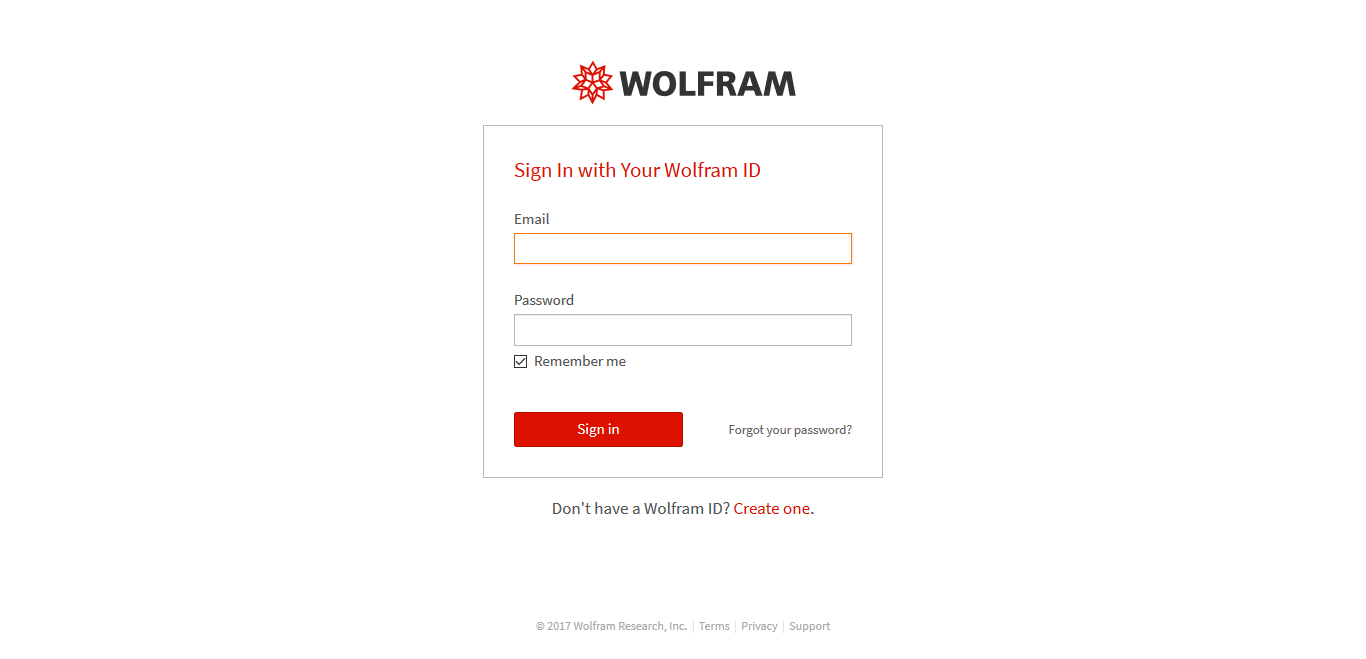 WOLFRAM
Sign In with Your Wolfram ID
Email
Password
Remember me
Sign in Forgot your password?
Don't have a Wolfram ID? Create one.
© 2017 Wolfram Research, Inc. | Terms | Privacy | Support